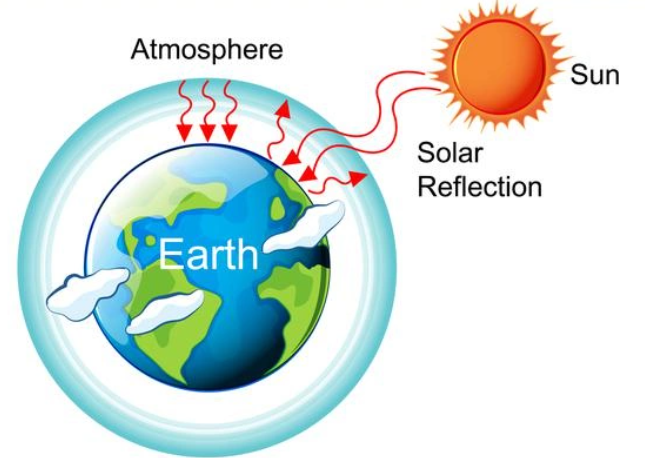 Atmosphere
Sun
Solar
Reflection
Earth